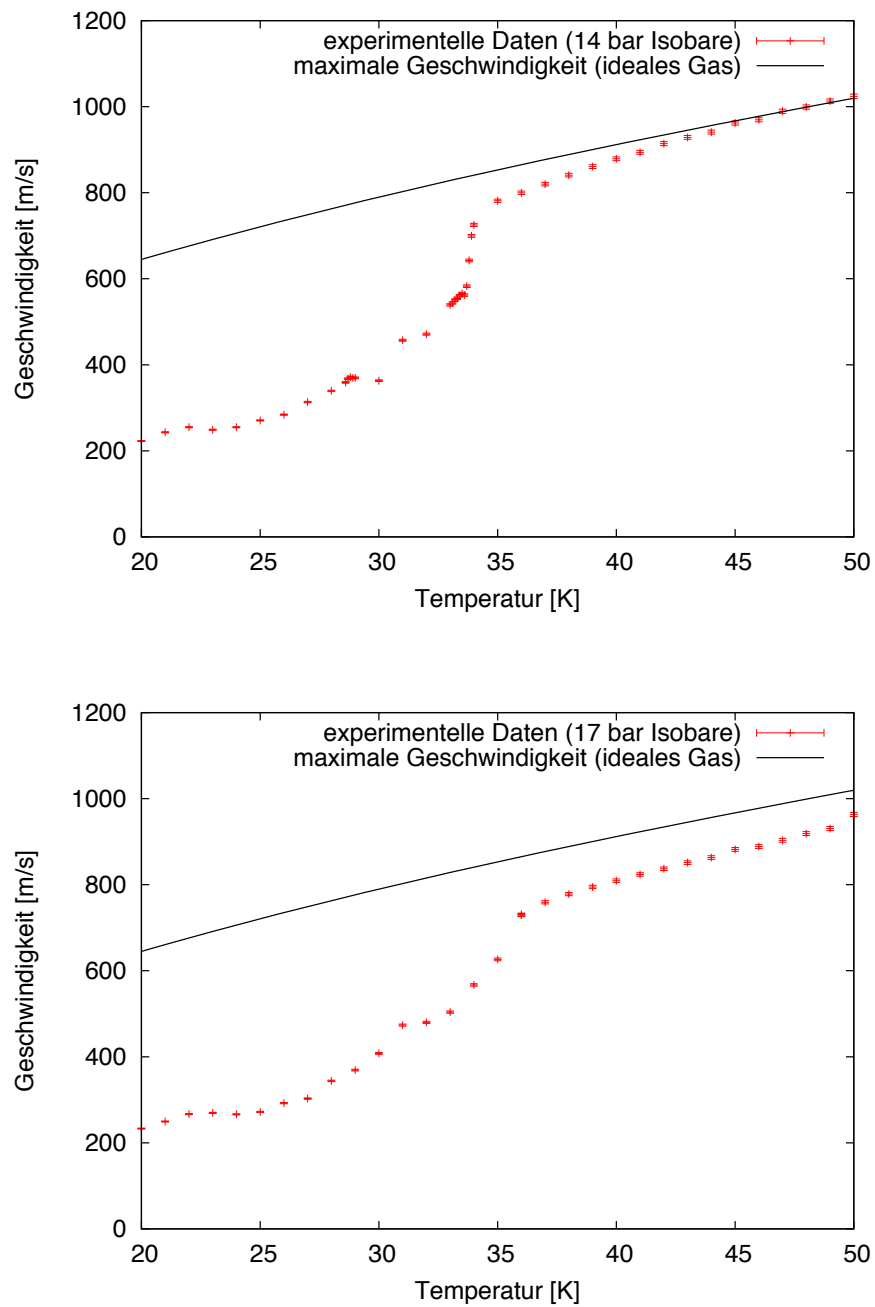 1200
1000
800
600
400
200
0
Geschwindigkeit [m/s]
experimentelle Daten (14 bar Isobare)
maximale Geschwindigkeit (ideales Gas)
20 25 30 35 40 45 50
Temperatur [K]
1200
1000
800
600
400
200
0
Geschwindigkeit [m/s]
experimentelle Daten (17 bar Isobare)
maximale Geschwindigkeit (ideales Gas)
20 25 30 35 40 45 50
Temperatur [K]